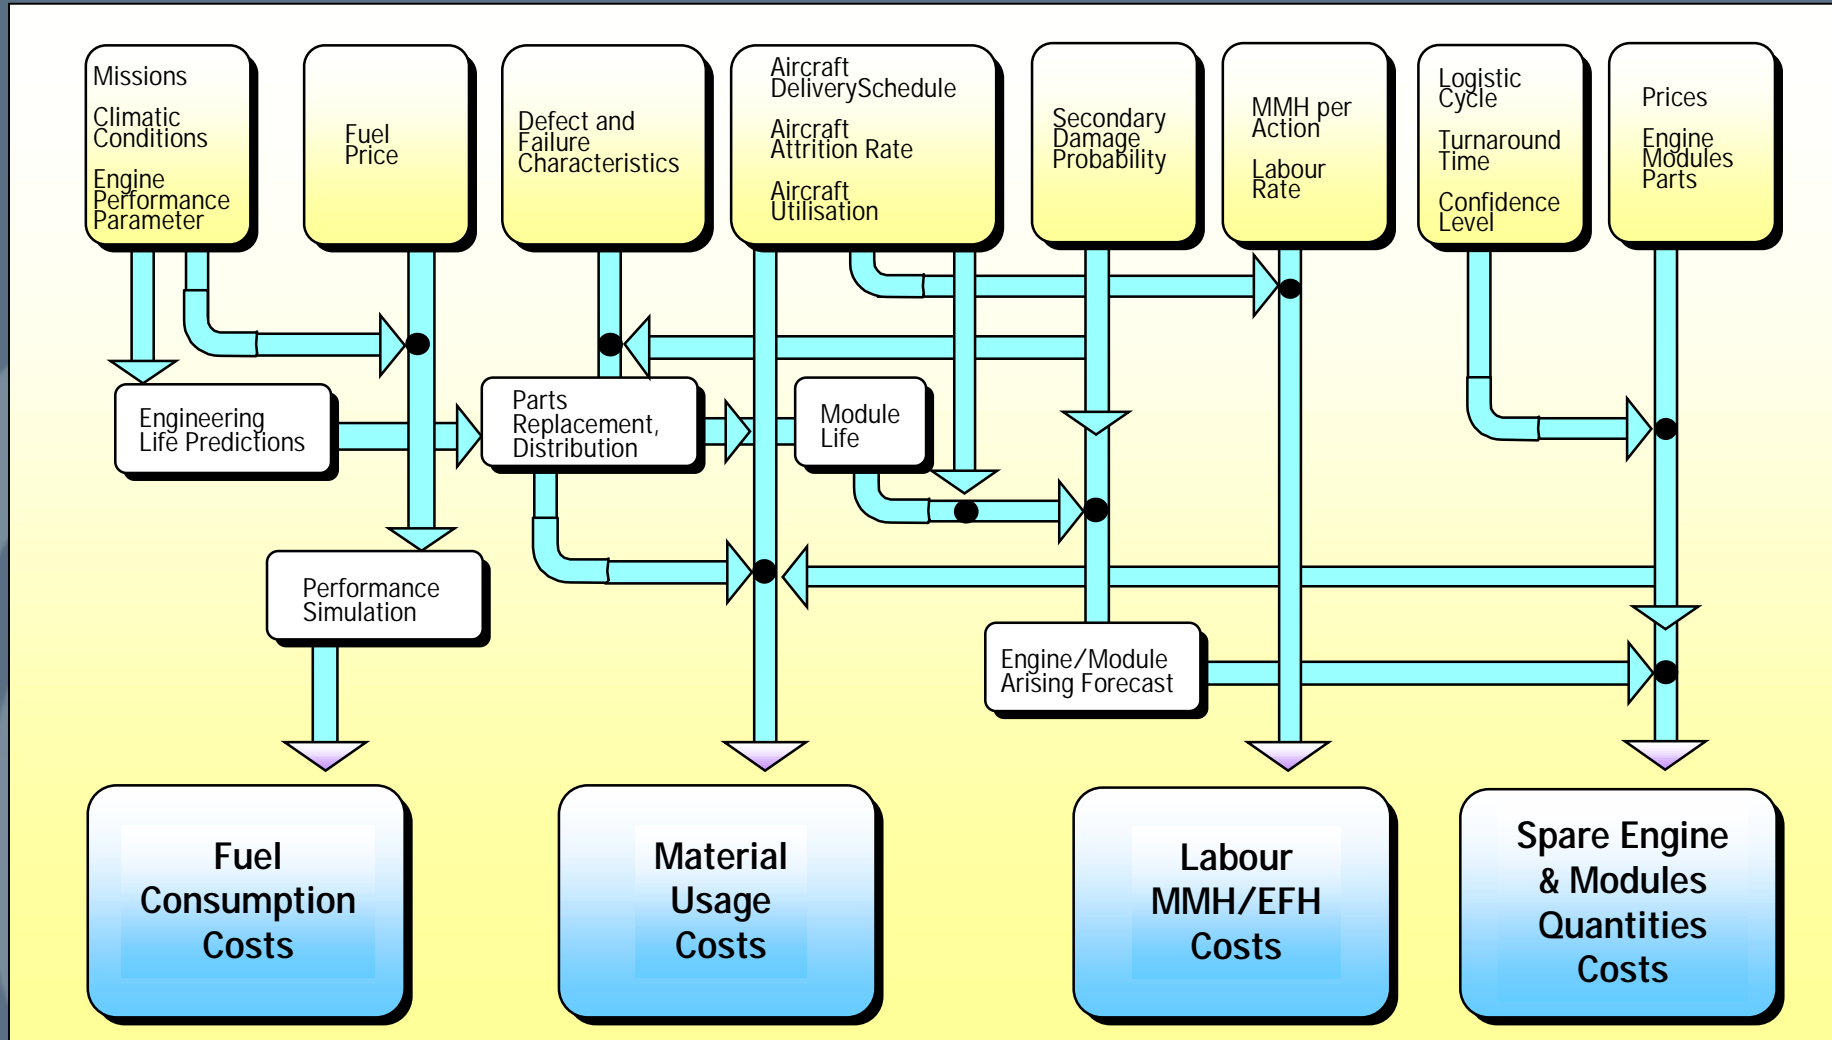 Missions
Climatic
Conditions
Engine
Performance
Parameter
Fuel
Price
Defect and
Failure
Characteristics
Aircraft
DeliverySchedule
Aircraft
Attrition Rate
Aircraft
Utilisation
Secondary
Damage
Probability
MMH per
Action
Labour
Rate
Logistic
Cycle
Turnaround
Time
Confidence
Level
Prices
Engine
Modules
Parts
Engineering
Life Predictions
Parts
Replacement,
Distribution
Module
Life
Performance
Simulation
Engine/Module
Arising Forecast
Fuel
Consumption
Costs
Material
Usage
Costs
Labour
MMH/EFH
Costs
Spare Engine
& Modules
Quantities
Costs